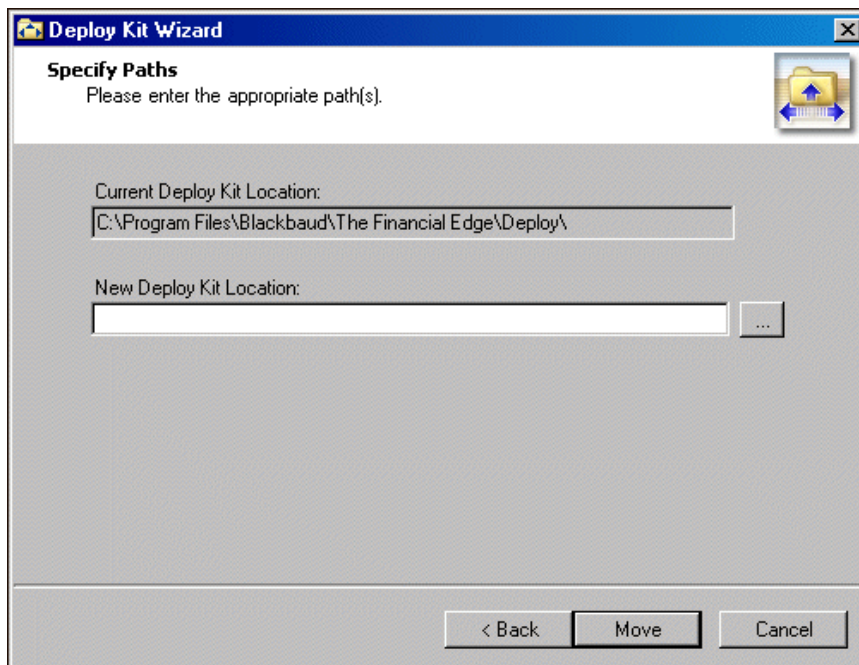 Deploy Kit Wizard
Specify Paths
Please enter the appropriate path(s).
Current Deploy Kit Location:
C:\Program Files\Blackbaud\The Financial Edge\Deploy\
New Deploy Kit Location:
...
< Back
Move
Cancel